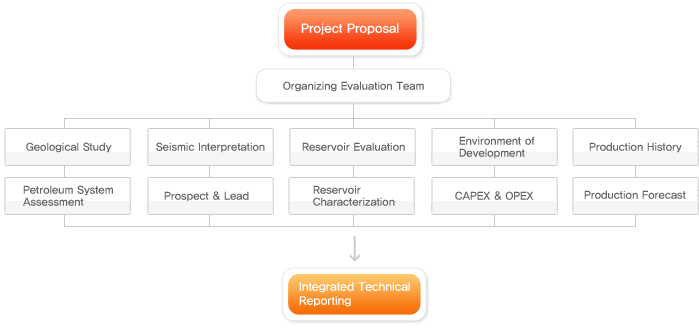 Project Proposal
Organizing Evaluation Team
Geological Study
Seismic Interpretation
Reservoir Evaluation
Environment of
Development
Production History
Petroleum System
Assessment
Prospect & Lead
Reservoir
Characterization
CAPEX & OPEX
Production Forecast
Integrated Technical
Reporting